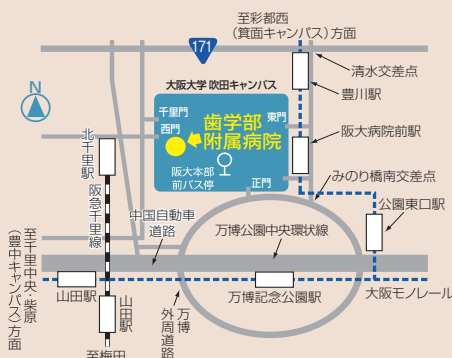 至彩都西
(箕面キャンパス)方面
171
清水交差点
豊川駅
N
大阪大学 吹田キャンパス
千里門
東門
西門
歯学部
附属病院
阪大病院前駅
北千里駅
阪大本部
前バス停
正門
みのり橋南交差点
公園東口駅
阪急千里線
中国自動車
道路
万博公園中央環状線
至千里中央・柴原
(豊中キャンパス)方面
山田駅
山田駅
万博記念公園駅
大阪モノレール
万博
外周道路
至梅田